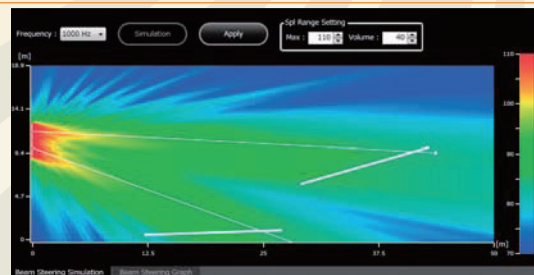 Spl Range Setting
Frequency : 1000 Hz Simulation Apply Max : 110 Volume : 40
[m]
18.9
110
14.1
100
9.4
90
4.7
80
0
[m]
70
0 12.5 25 37.5 50
Beam Steering Simulation Beam Steering Graph